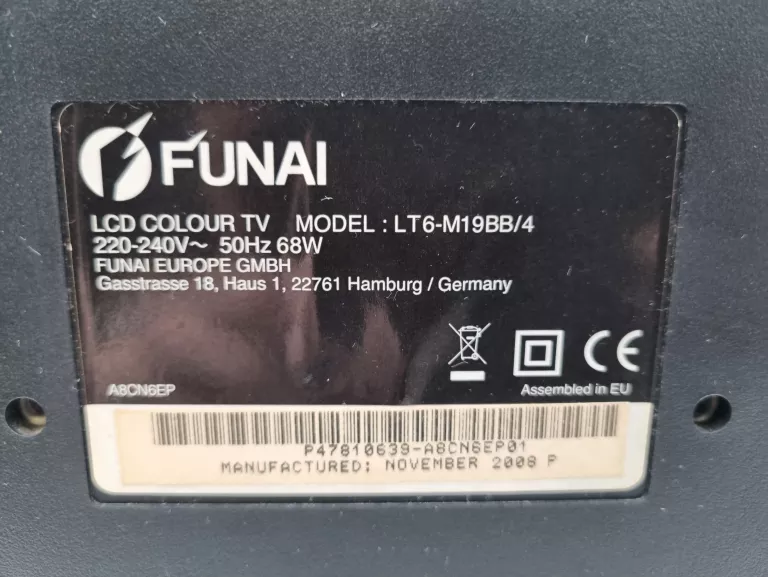 FUNAI
LCD COLOUR TV MODEL : LT6-M19BB/4
220-240V~ 50Hz 68W
FUNAI EUROPE GMBH
Gasstrasse 18, Haus 1, 22761 Hamburg / Germany
CE
A8CN6EP Assembled in EU
P47810639-A8CN6EP01
MANUFACTURED; NOVEMBER 2008 P